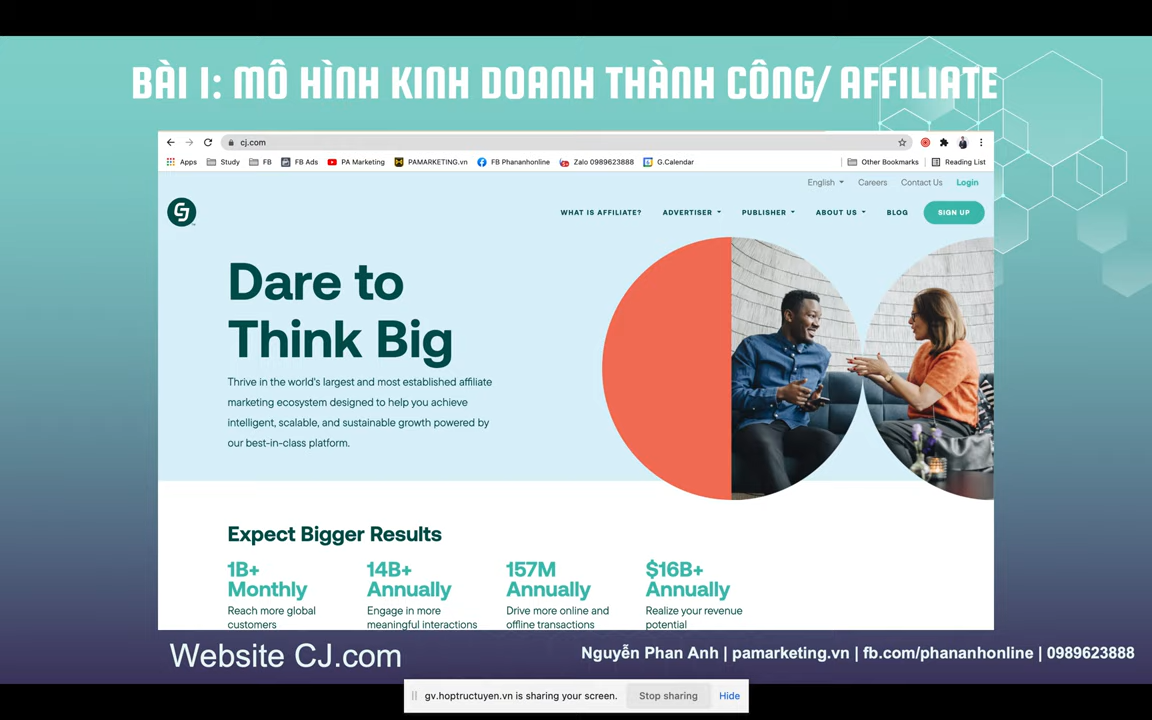 BÀI 1: MÔ HÌNH KINH DOANH THÀNH CÔNG/ AFFILIATE
cj.com
Apps Study FB FB Ads PA Marketing PAMARKETING.vn FB Phananhonline Zalo 0989623888 G.Calendar Other Bookmarks Reading List
English Careers Contact Us Login
CJ WHAT IS AFFILIATE? ADVERTISER PUBLISHER ABOUT US BLOG SIGN UP
Dare to
Think Big
Thrive in the world's largest and most established affiliate
marketing ecosystem designed to help you achieve
intelligent, scalable, and sustainable growth powered by
our best-in-class platform.
Expect Bigger Results
1B+ 14B+ 157M $16B+
Monthly Annually Annually Annually
Reach more global Engage in more Drive more online and Realize your revenue
customers meaningful interactions offline transactions potential
Website CJ.com
Nguyễn Phan Anh | pamarketing.vn | fb.com/phananhonline | 0989623888
gv.hoptructuyen.vn is sharing your screen. Stop sharing Hide